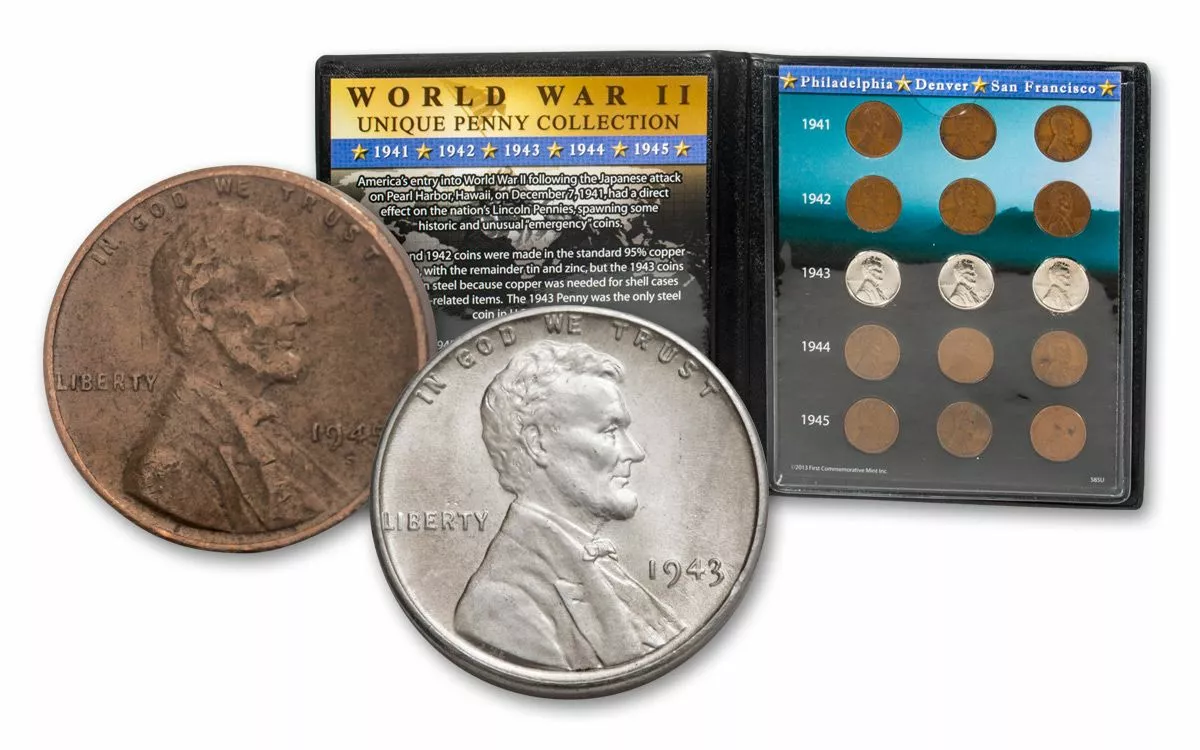 WORLD WAR II
UNIQUE PENNY COLLECTION
1941 1942 1943 1944 1945
America's entry into World War II following the Japanese attack
on Pearl Harbor, Hawaii, on December 7, 1941, had a direct
effect on the nation's Lincoln Pennies, spawning some
historic and unusual "emergency" coins.
1942 coins were made in the standard 95% copper
with the remainder tin and zinc, but the 1943 coins
steel because copper was needed for shell cases
-related items. The 1943 Penny was the only steel
coin in
Philadelphia Denver San Francisco
1941
1942
1943
1944
1945
©2013 First Commemorative Mint Inc.
SBSU
IN GOD WE TRUST
LIBERTY
1945
S
IN GOD WE TRUST
LIBERTY
1943